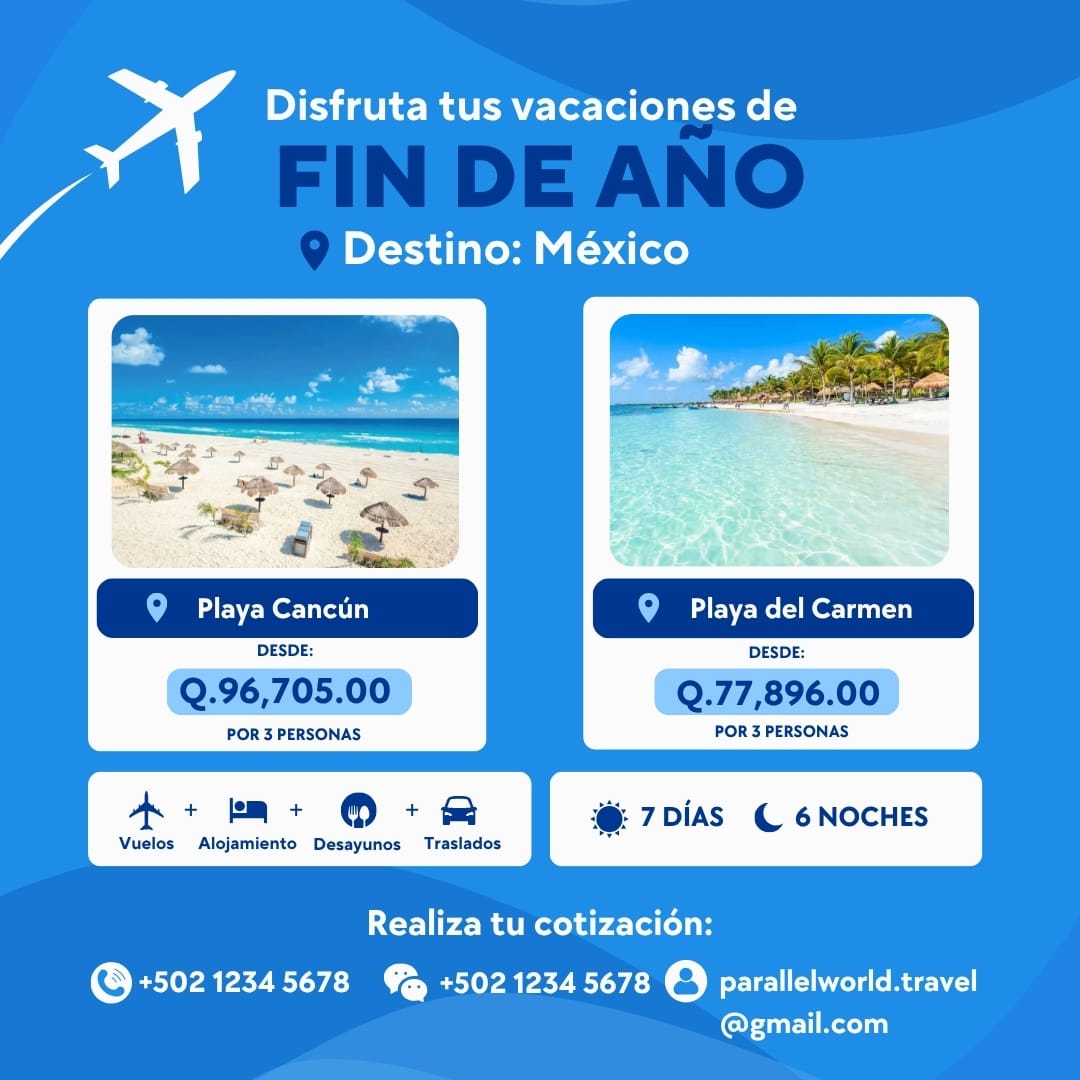 Disfruta tus vacaciones de
FIN DE AÑO
Destino: México
Playa Cancún
DESDE:
Q.96,705.00
POR 3 PERSONAS
Playa del Carmen
DESDE:
Q.77,896.00
POR 3 PERSONAS
Vuelos + Alojamiento + Desayunos + Traslados
7 DÍAS 6 NOCHES
Realiza tu cotización:
+502 1234 5678 +502 1234 5678 parallelworld.travel
@gmail.com